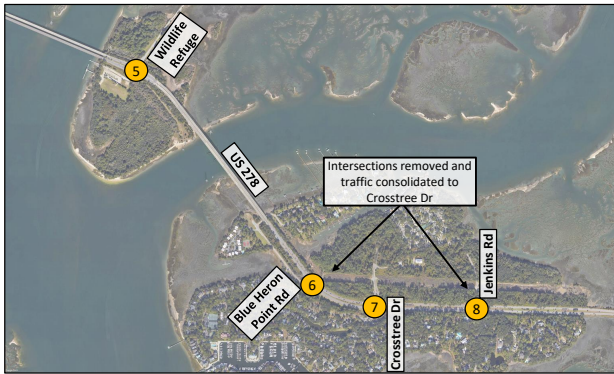 5
Wildlife
Refuge
US 278
Intersections removed and
traffic consolidated to
Crosstree Dr
Blue Heron
Point Rd
6
7
Crosstree Dr
Jenkins Rd
8